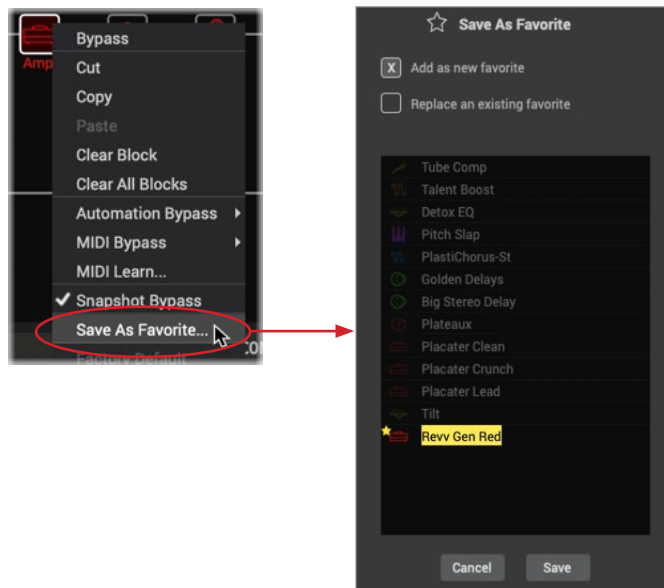 Amp
Bypass
Cut
Copy
Paste
Clear Block
Clear All Blocks
Automation Bypass
MIDI Bypass
MIDI Learn...
Snapshot Bypass
Save As Favorite...
Factory Default
Save As Favorite
X Add as new favorite
Replace an existing favorite
Tube Comp
Talent Boost
Detox EQ
Pitch Slap
PlastiChorus-St
Golden Delays
Big Stereo Delay
Plateaux
Placater Clean
Placater Crunch
Placater Lead
Tilt
Revv Gen Red
Cancel Save